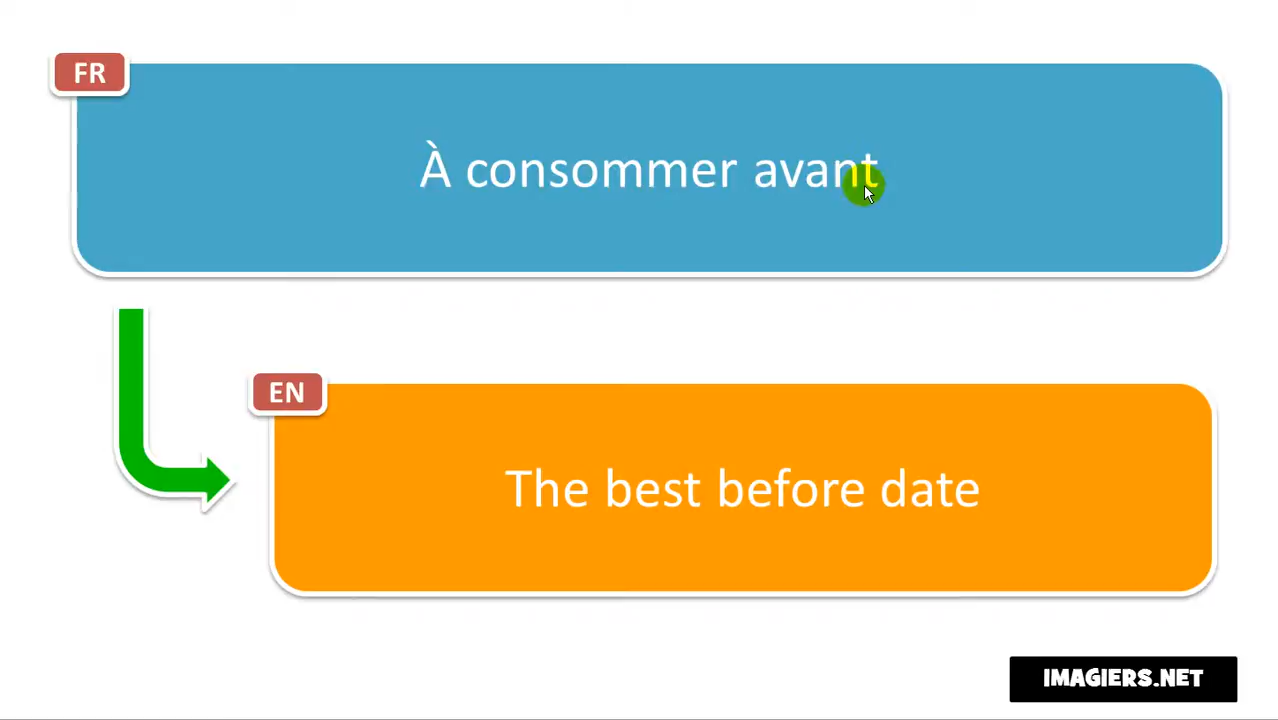 FR
À consommer avant
EN
The best before date
IMAGIERS.NET